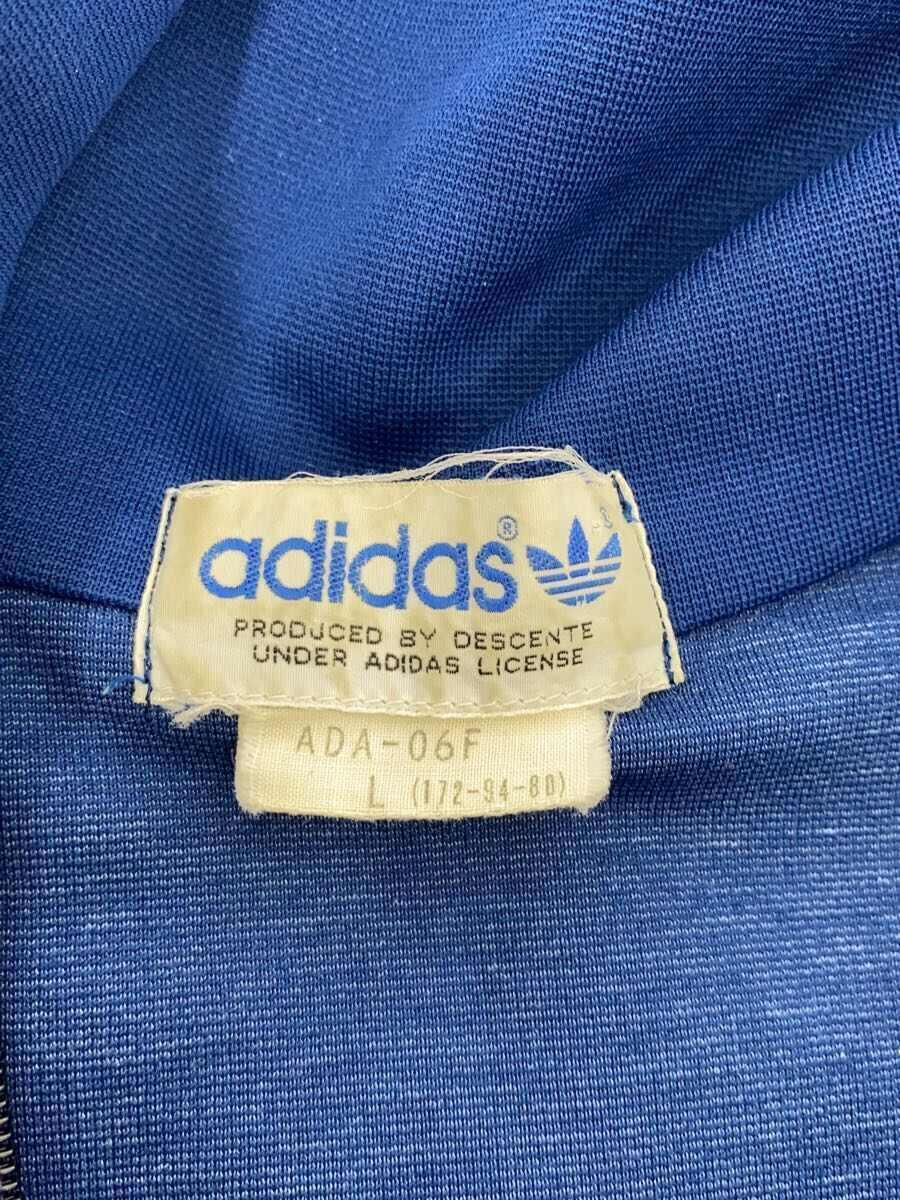 adidas®
PRODUCED BY DESCENTE
UNDER ADIDAS LICENSE
ADA-06F
L (172-94-80)